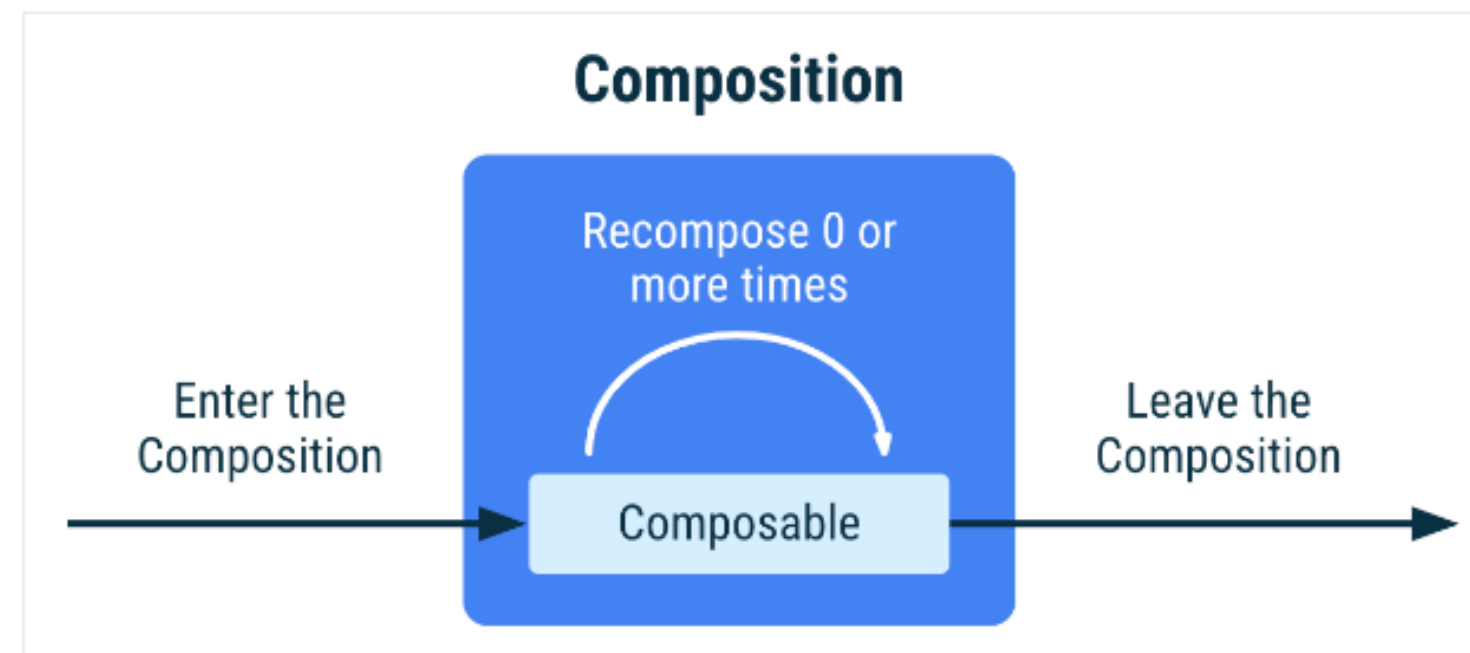 Composition
Recompose 0 or
more times
Enter the
Composition
Composable
Leave the
Composition